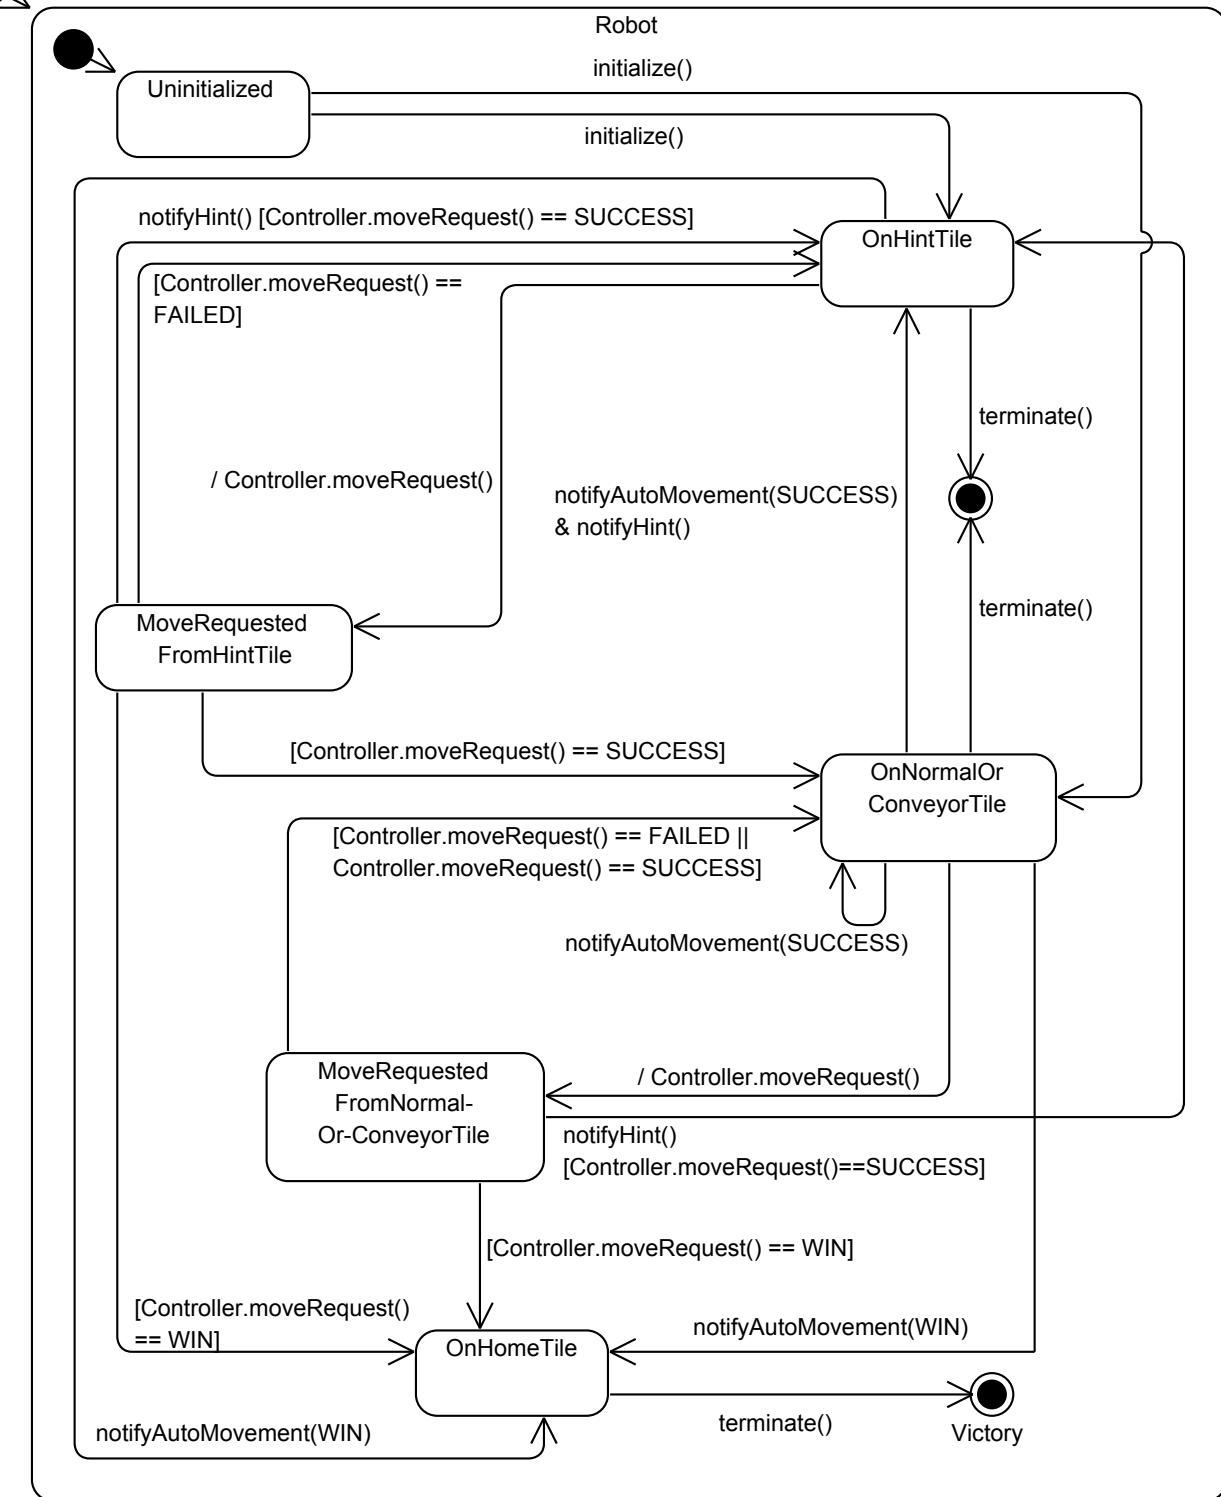 Robot
initialize()
Uninitialized
initialize()
notifyHint() [Controller.moveRequest() == SUCCESS]
OnHintTile
[Controller.moveRequest() ==
FAILED]
terminate()
/ Controller.moveRequest()
notifyAutoMovement(SUCCESS)
& notifyHint()
terminate()
MoveRequested
FromHintTile
[Controller.moveRequest() == SUCCESS]
OnNormalOr
ConveyorTile
[Controller.moveRequest() == FAILED ||
Controller.moveRequest() == SUCCESS]
notifyAutoMovement(SUCCESS)
MoveRequested
FromNormal-
Or-ConveyorTile
/ Controller.moveRequest()
notifyHint()
[Controller.moveRequest()==SUCCESS]
[Controller.moveRequest() == WIN]
[Controller.moveRequest()
== WIN]
notifyAutoMovement(WIN)
OnHomeTile
terminate()
Victory
notifyAutoMovement(WIN)